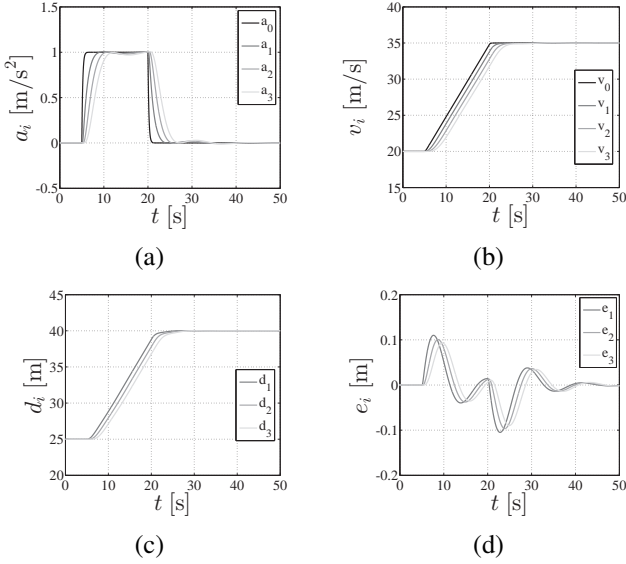 1.5
1
0.5
0
-0.5
a_i [m/s²]
a_0
a_1
a_2
a_3
0 10 20 30 40 50
t [s]
(a)
40
35
30
25
20
15
v_i [m/s]
v_0
v_1
v_2
v_3
0 10 20 30 40 50
t [s]
(b)
45
40
35
30
25
20
d_i [m]
d_1
d_2
d_3
0 10 20 30 40 50
t [s]
(c)
0.2
0.1
0
-0.1
-0.2
e_i [m]
e_1
e_2
e_3
0 10 20 30 40 50
t [s]
(d)